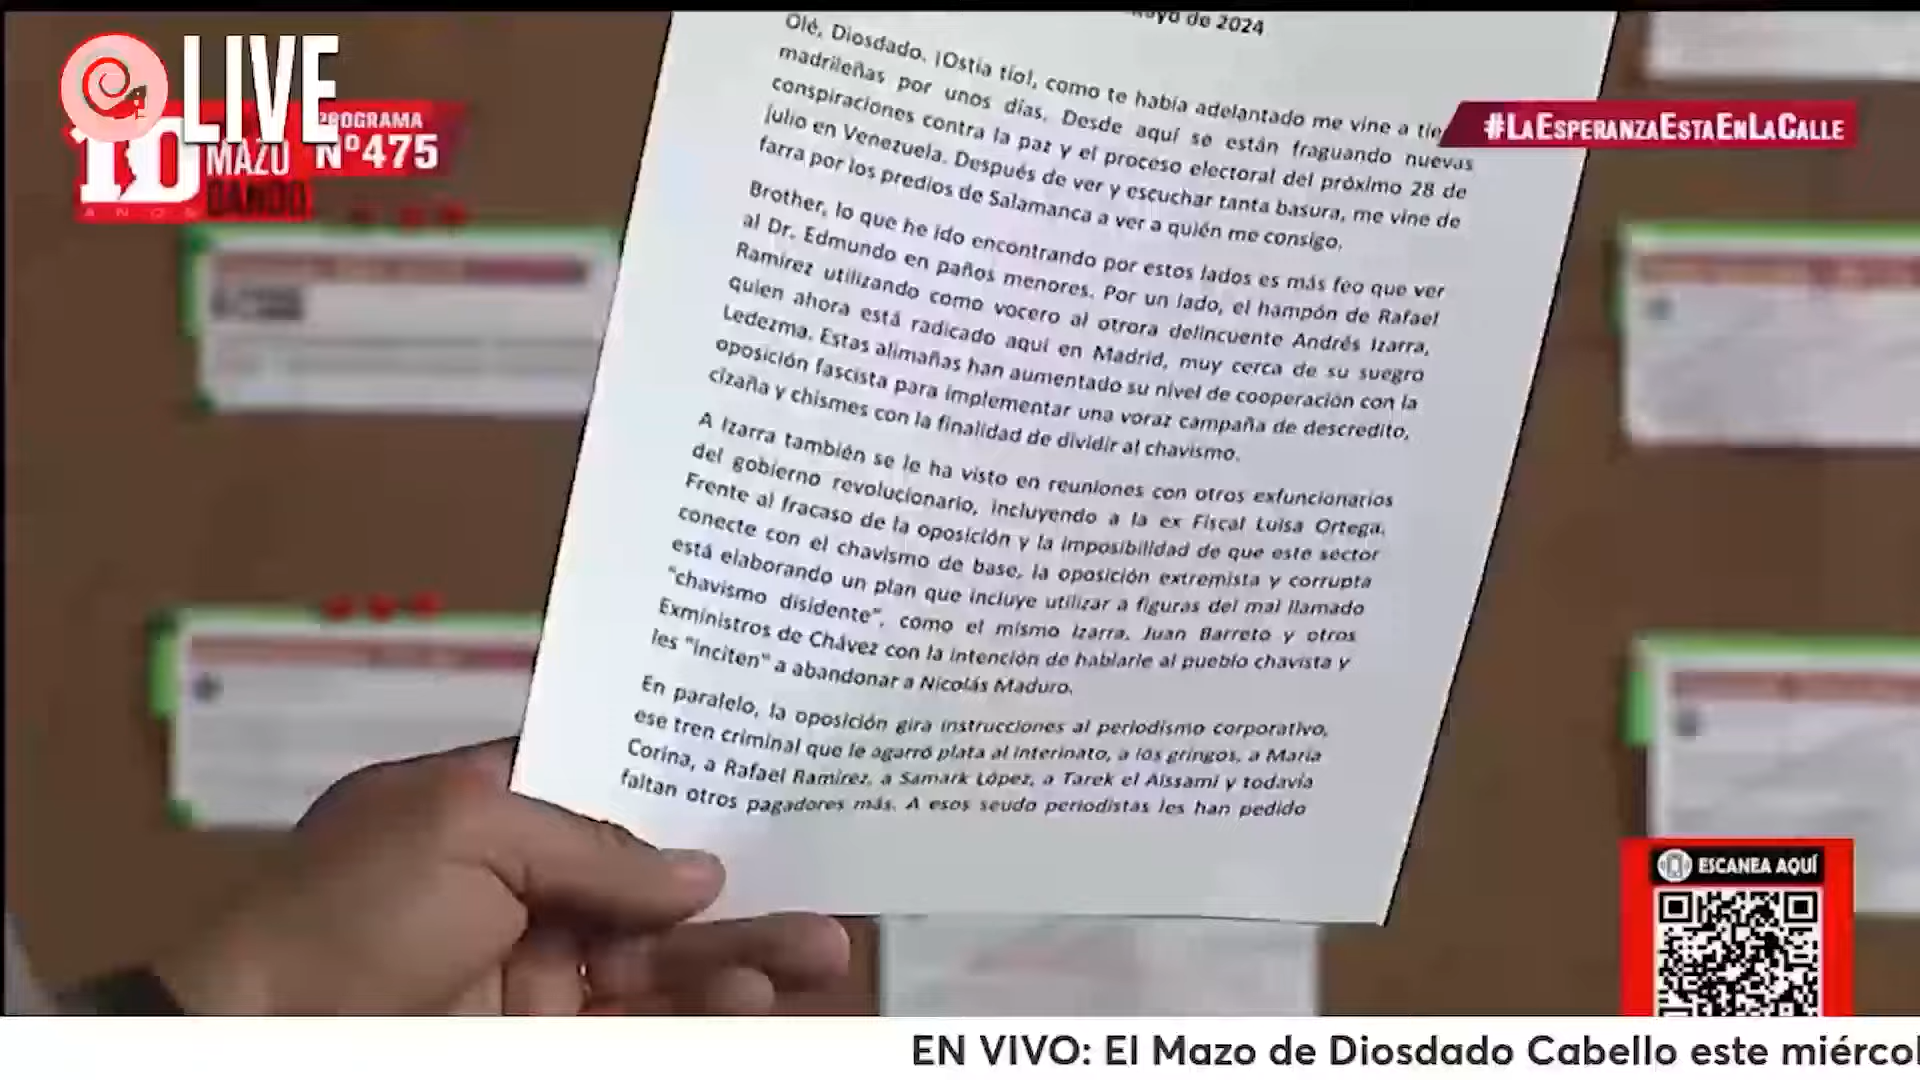 LIVE
10
AÑOS
MAZO
DANDO
PROGRAMA
Nº475
#LAESPERANZAESTAENLACALLE
de 2024
Olé, Diosdado. ¡Ostia tío!, como te había adelantado me vine a
madrileñas por unos días. Desde aquí se están fraguando nuevas
conspiraciones contra la paz y el proceso electoral del próximo 28 de
julio en Venezuela. Después de ver y escuchar tanta basura, me vine de
farra por los predios de Salamanca a ver a quién me consigo.
Brother, lo que he ido encontrando por estos lados es más feo que ver
al Dr. Edmundo en paños menores. Por un lado, el hampón de Rafael
Ramírez utilizando como vocero al otrora delincuente Andrés Izarra,
quien ahora está radicado aquí en Madrid, muy cerca de su suegro
Ledezma. Estas alimañas han aumentado su nivel de cooperación con la
oposición fascista para implementar una voraz campaña de descredito,
cizaña y chismes con la finalidad de dividir al chavismo.
A Izarra también se le ha visto en reuniones con otros exfuncionarios
del gobierno revolucionario, incluyendo a la ex Fiscal Luisa Ortega.
Frente al fracaso de la oposición y la imposibilidad de que este sector
conecte con el chavismo de base, la oposición extremista y corrupta
está elaborando un plan que incluye utilizar a figuras del mal llamado
"chavismo disidente", como el mismo Izarra, Juan Barreto y otros
Exministros de Chávez con la intención de hablarle al pueblo chavista y
les "inciten" a abandonar a Nicolás Maduro.
En paralelo, la oposición gira instrucciones al periodismo corporativo,
ese tren criminal que le agarró plata al interinato, a los gringos, a María
Corina, a Rafael Ramírez, a Samark López, a Tarek el Aissami y todavía
faltan otros pagadores más. A esos seudo periodistas les han pedido
ESCANEA AQUÍ
EN VIVO: El Mazo de Diosdado Cabello este miércol